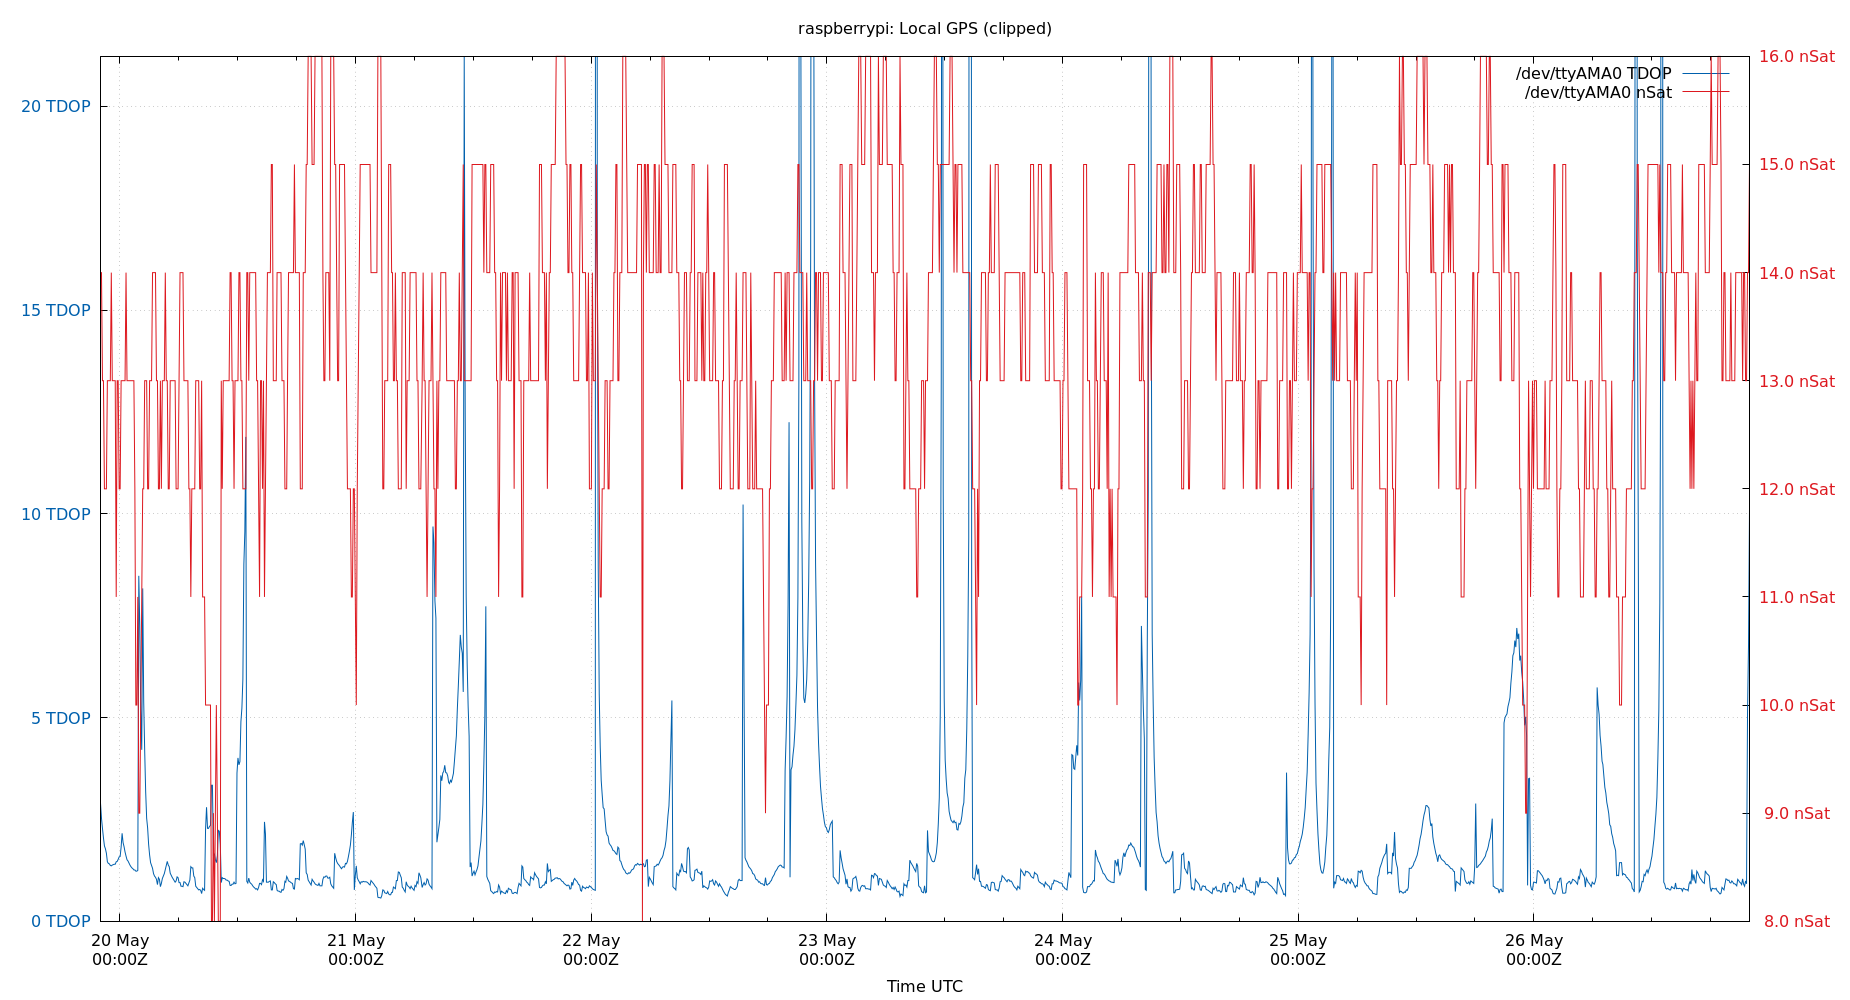 raspberrypi: Local GPS (clipped)
/dev/ttyAMA0 TDOP
/dev/ttyAMA0 nSat
20 TDOP
15 TDOP
10 TDOP
5 TDOP
0 TDOP
16.0 nSat
15.0 nSat
14.0 nSat
13.0 nSat
12.0 nSat
11.0 nSat
10.0 nSat
9.0 nSat
8.0 nSat
20 May
00:00Z
21 May
00:00Z
22 May
00:00Z
23 May
00:00Z
24 May
00:00Z
25 May
00:00Z
26 May
00:00Z
Time UTC